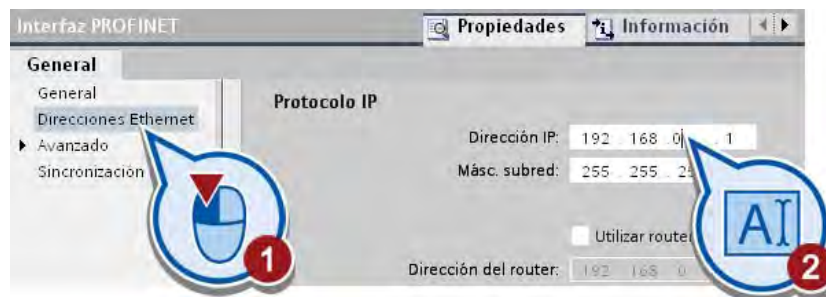 Interfaz PROFINET
Propiedades
Información
General
General
Direcciones Ethernet
Avanzado
Sincronización
Protocolo IP
Dirección IP: 192 . 168 . 0 . 1
Másc. subred: 255 . 255 .
Utilizar router
Dirección del router: 192 . 168 . 0
1
A
2